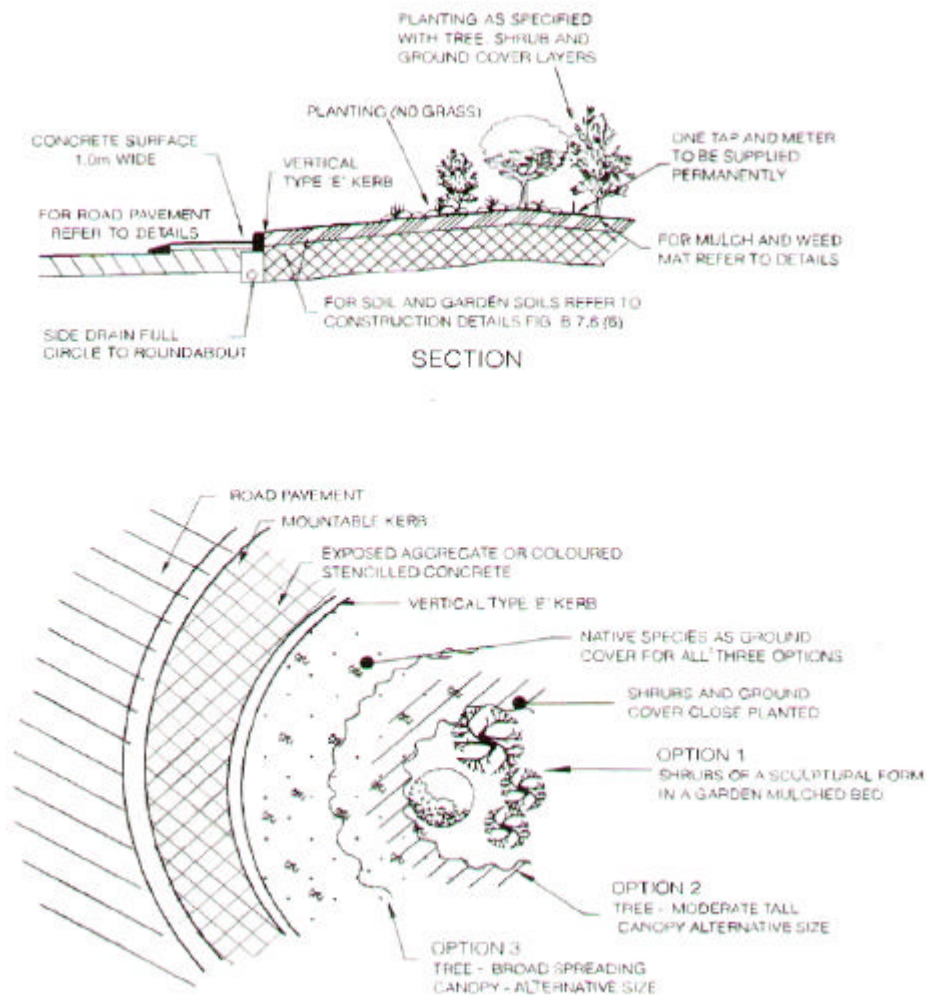 PLANTING AS SPECIFIED
WITH TREE, SHRUB AND
GROUND COVER LAYERS
PLANTING (NO GRASS)
CONCRETE SURFACE
1.0m WIDE
VERTICAL
TYPE 'E' KERB
ONE TAP AND METER
TO BE SUPPLIED
PERMANENTLY
FOR ROAD PAVEMENT
REFER TO DETAILS
FOR MULCH AND WEED
MAT REFER TO DETAILS
FOR SOIL AND GARDEN SOILS REFER TO
CONSTRUCTION DETAILS FIG B 7.6 (6)
SIDE DRAIN FULL
CIRCLE TO ROUNDABOUT
SECTION
ROAD PAVEMENT
MOUNTABLE KERB
EXPOSED AGGREGATE OR COLOURED
STENCILLED CONCRETE
VERTICAL TYPE 'E' KERB
NATIVE SPECIES AS GROUND
COVER FOR ALL THREE OPTIONS
SHRUBS AND GROUND
COVER CLOSE PLANTED
OPTION 1
SHRUBS OF A SCULPTURAL FORM
IN A GARDEN MULCHED BED
OPTION 2
TREE - MODERATE TALL
CANOPY ALTERNATIVE SIZE
OPTION 3
TREE - BROAD SPREADING
CANOPY - ALTERNATIVE SIZE